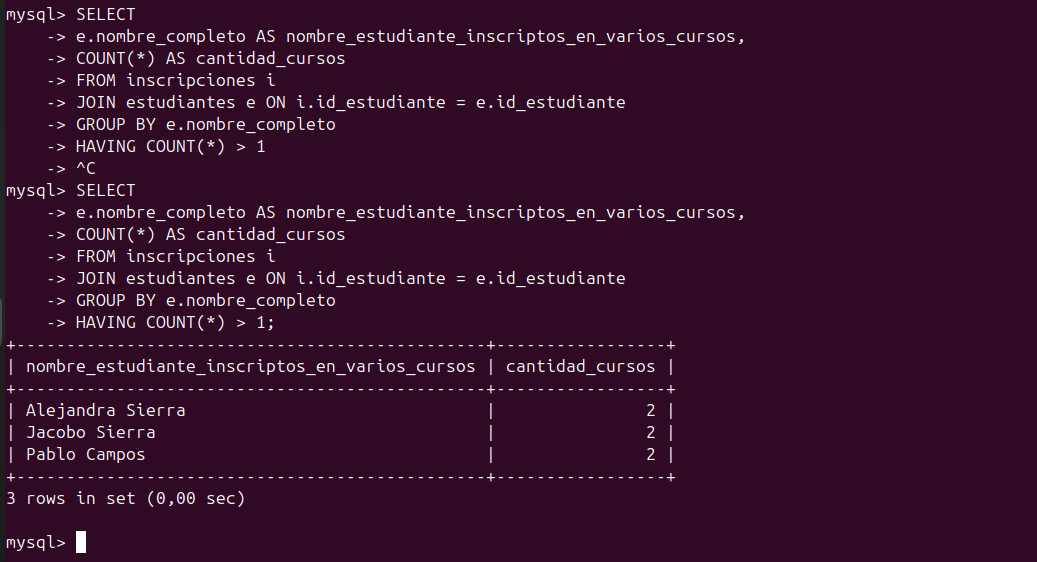 mysql> SELECT
    -> e.nombre_completo AS nombre_estudiante_inscriptos_en_varios_cursos,
    -> COUNT(*) AS cantidad_cursos
    -> FROM inscripciones i
    -> JOIN estudiantes e ON i.id_estudiante = e.id_estudiante
    -> GROUP BY e.nombre_completo
    -> HAVING COUNT(*) > 1
    -> ^C
mysql> SELECT
    -> e.nombre_completo AS nombre_estudiante_inscriptos_en_varios_cursos,
    -> COUNT(*) AS cantidad_cursos
    -> FROM inscripciones i
    -> JOIN estudiantes e ON i.id_estudiante = e.id_estudiante
    -> GROUP BY e.nombre_completo
    -> HAVING COUNT(*) > 1;
+-----------------------------------------------+-----------------+
| nombre_estudiante_inscriptos_en_varios_cursos | cantidad_cursos |
+-----------------------------------------------+-----------------+
| Alejandra Sierra                              |               2 |
| Jacobo Sierra                                 |               2 |
| Pablo Campos                                  |               2 |
+-----------------------------------------------+-----------------+
3 rows in set (0,00 sec)

mysql>